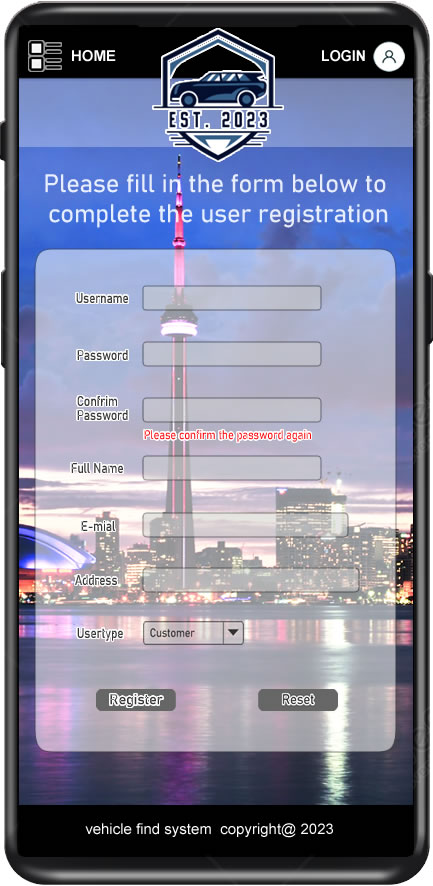 HOME
LOGIN
EST. 2023
Please fill in the form below to
complete the user registration
Username
Password
Confrim
Password
Please confirm the password again
Full Name
E-mial
Address
Usertype
Customer
Register
Reset
vehicle find system copyright@ 2023